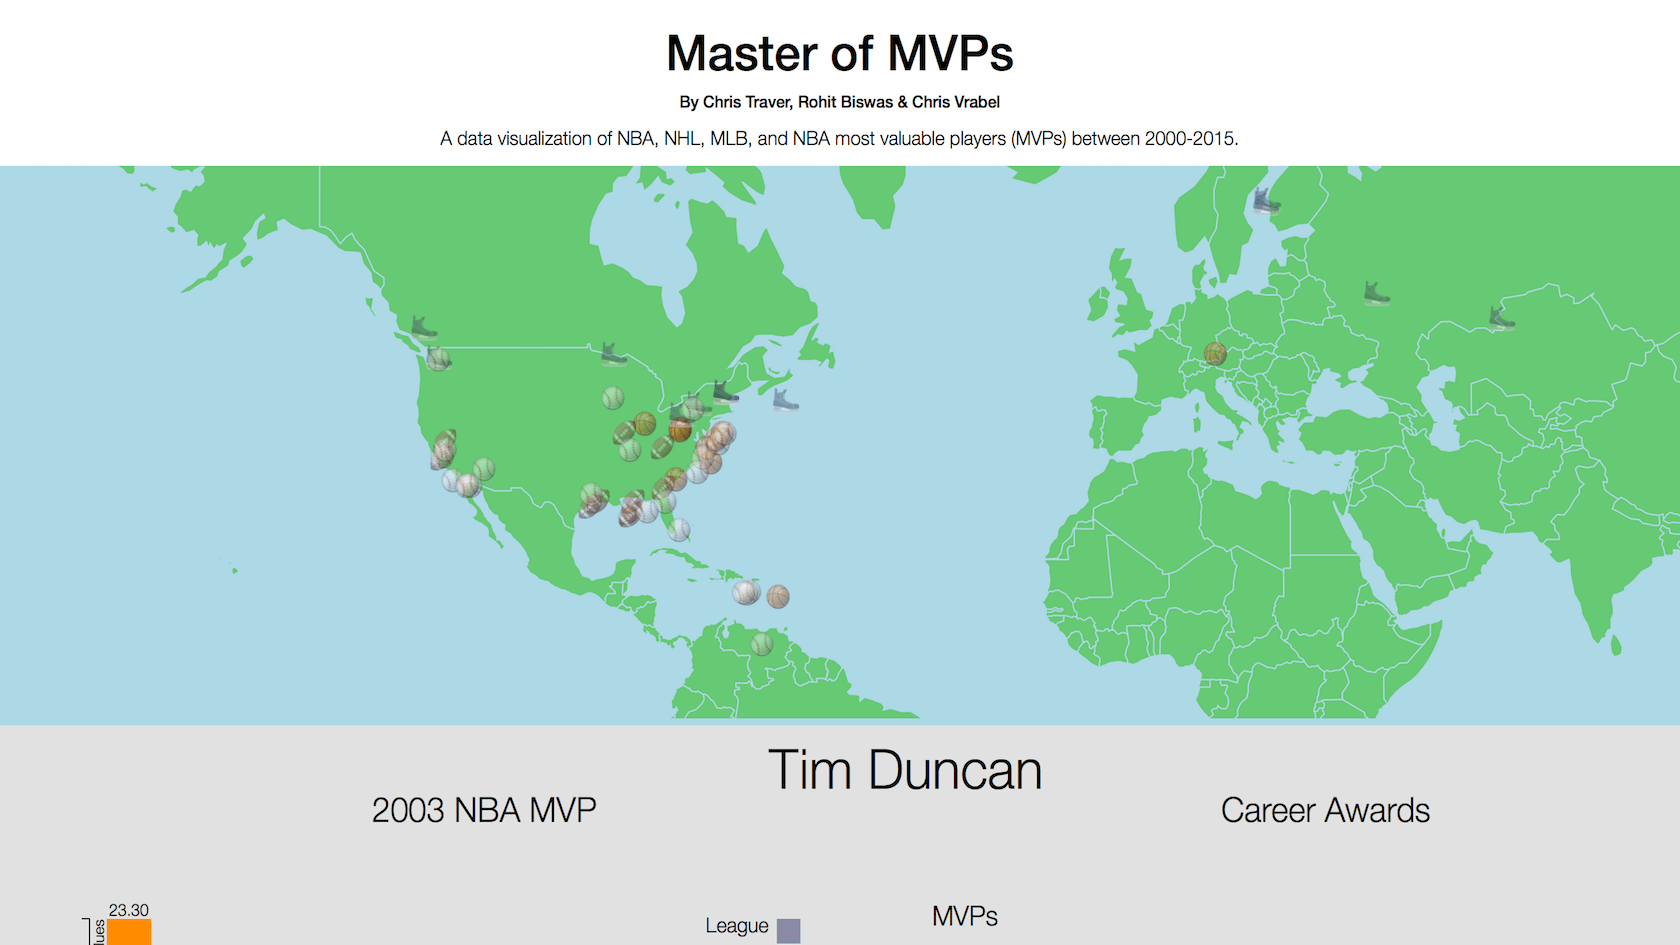 Master of MVPs
By Chris Traver, Rohit Biswas & Chris Vrabel
A data visualization of NBA, NHL, MLB, and NBA most valuable players (MVPs) between 2000-2015.
Tim Duncan
2003 NBA MVP
Career Awards
23.30
League
MVPs